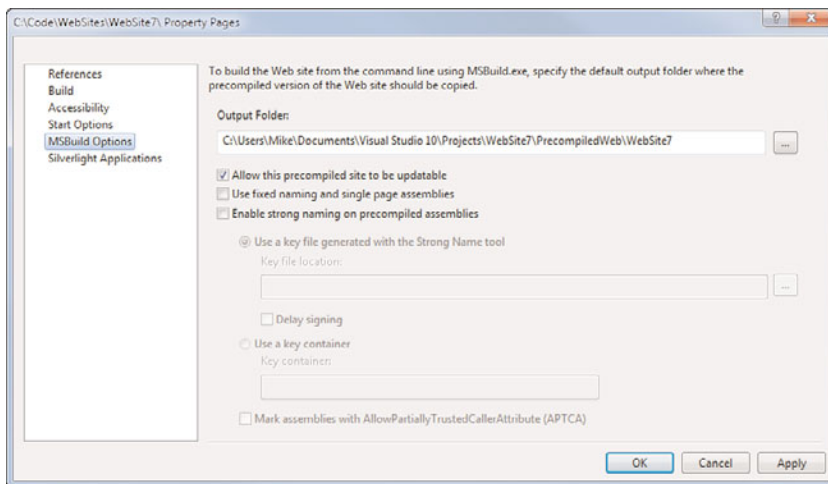 C:\Code\WebSites\WebSite7\ Property Pages
References
Build
Accessibility
Start Options
MSBuild Options
Silverlight Applications
To build the Web site from the command line using MSBuild.exe, specify the default output folder where the
precompiled version of the Web site should be copied.
Output Folder:
C:\Users\Mike\Documents\Visual Studio 10\Projects\WebSite7\PrecompiledWeb\WebSite7
...
Allow this precompiled site to be updatable
Use fixed naming and single page assemblies
Enable strong naming on precompiled assemblies
Use a key file generated with the Strong Name tool
Key file location:
...
Delay signing
Use a key container
Key container:
Mark assemblies with AllowPartiallyTrustedCallerAttribute (APTCA)
OK
Cancel
Apply